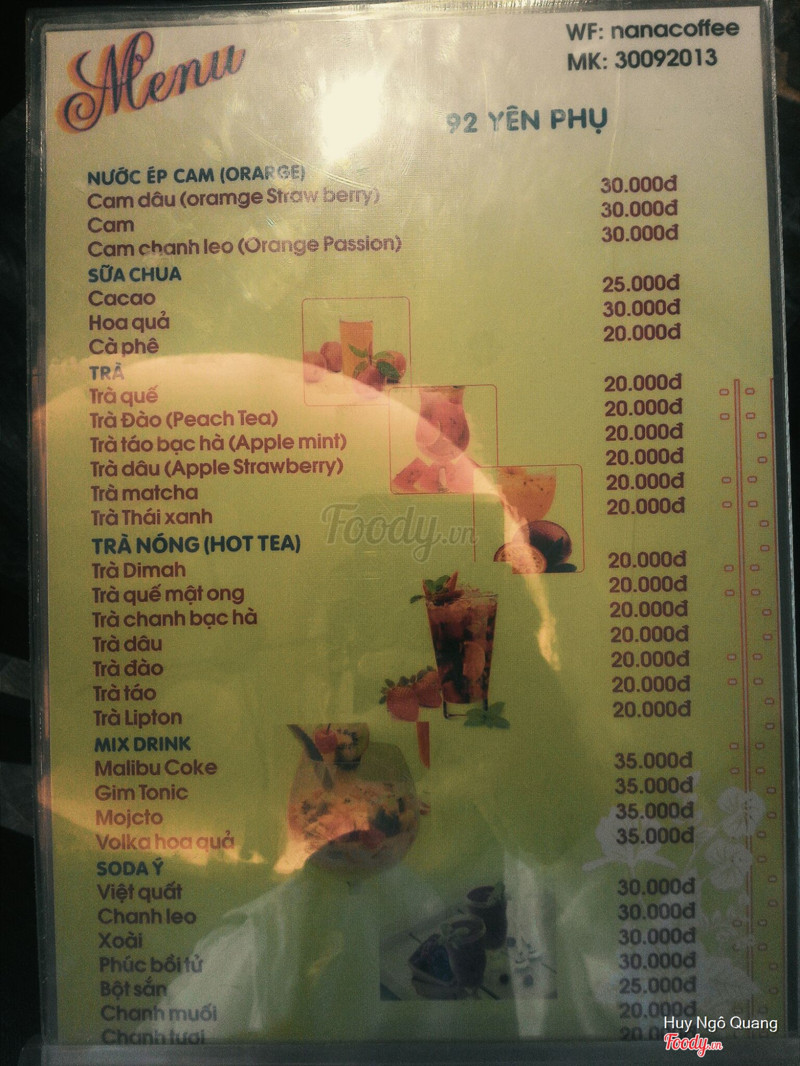 Menu
WF: nanacoffee
MK: 30092013
92 YÊN PHỤ
NƯỚC ÉP CAM (ORARGE)
Cam dâu (oramge Straw berry) 30.000đ
Cam 30.000đ
Cam chanh leo (Orange Passion) 30.000đ
SỮA CHUA
Cacao 25.000đ
Hoa quả 30.000đ
Cà phê 20.000đ
TRÀ
Trà quế 20.000đ
Trà Đào (Peach Tea) 20.000đ
Trà táo bạc hà (Apple mint) 20.000đ
Trà dâu (Apple Strawberry) 20.000đ
Trà matcha 20.000đ
Trà Thái xanh 20.000đ
Foody.vn
TRÀ NÓNG (HOT TEA)
Trà Dimah 20.000đ
Trà quế mật ong 20.000đ
Trà chanh bạc hà 20.000đ
Trà dâu 20.000đ
Trà đào 20.000đ
Trà táo 20.000đ
Trà Lipton 20.000đ
MIX DRINK
Malibu Coke 35.000đ
Gim Tonic 35.000đ
Mojcto 35.000đ
Volka hoa quả 35.000đ
SODA Ý
Việt quất 30.000đ
Chanh leo 30.000đ
Xoài 30.000đ
Phúc bồi tử 30.000đ
Bột sắn 25.000đ
Chanh muối 20.000đ
Chanh tươi
Huy Ngô Quang
Foody.vn